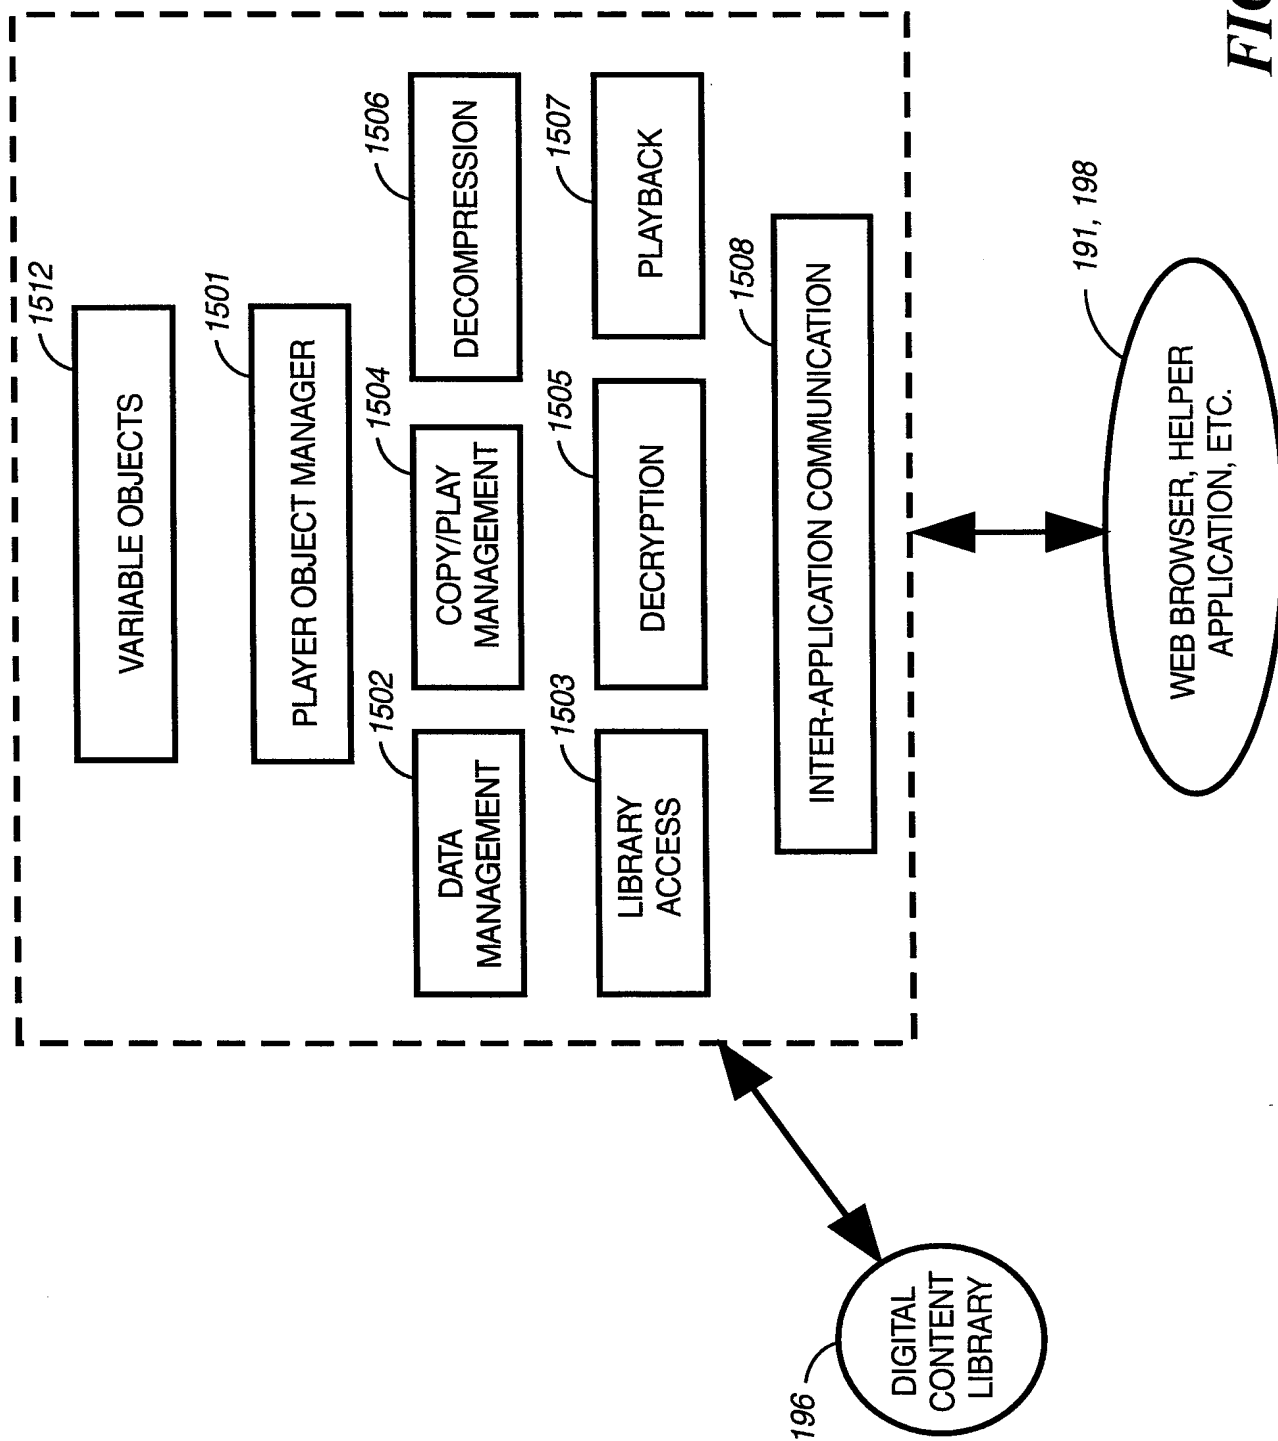 1512
VARIABLE OBJECTS
1501
PLAYER OBJECT MANAGER
1502
DATA
MANAGEMENT
1504
COPY/PLAY
MANAGEMENT
1506
DECOMPRESSION
1503
LIBRARY
ACCESS
1505
DECRYPTION
1507
PLAYBACK
1508
INTER-APPLICATION COMMUNICATION
196
DIGITAL
CONTENT
LIBRARY
191, 198
WEB BROWSER, HELPER
APPLICATION, ETC.